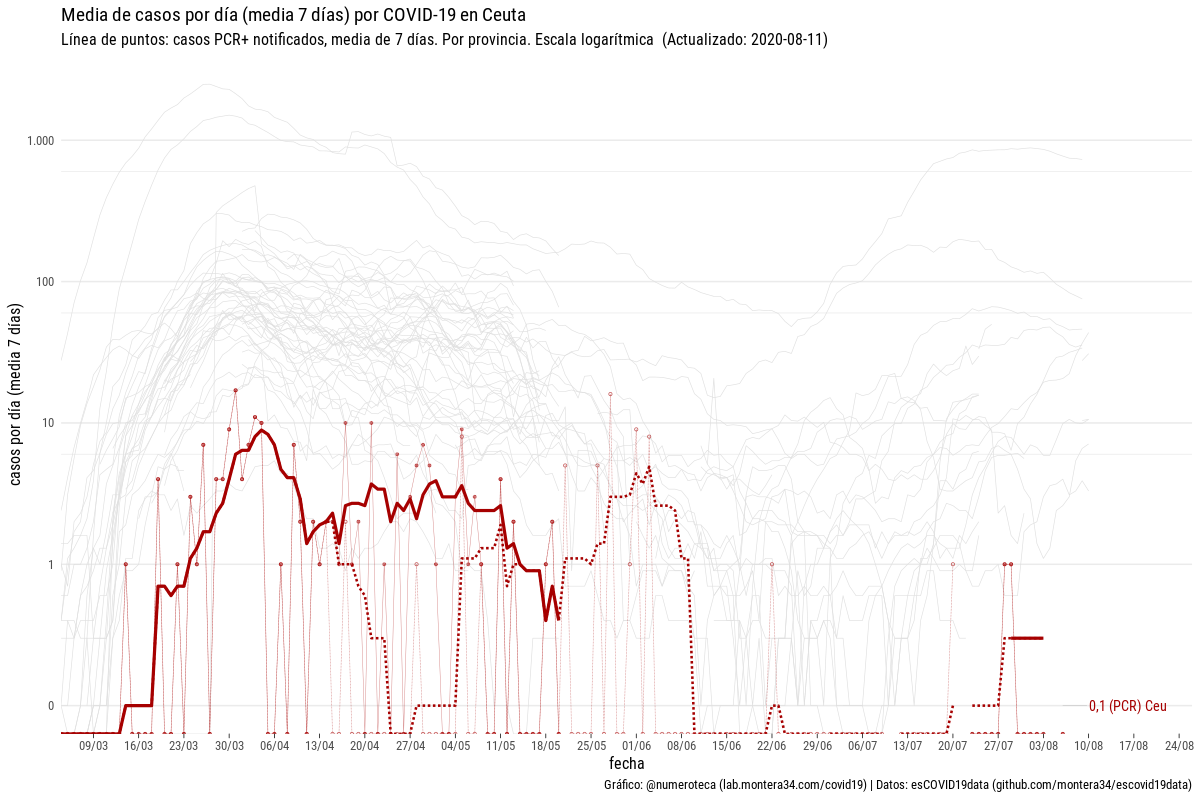 Media de casos por día (media 7 días) por COVID-19 en Ceuta
Línea de puntos: casos PCR+ notificados, media de 7 días. Por provincia. Escala logarítmica  (Actualizado: 2020-08-11)
casos por día (media 7 días)
1.000
100
10
1
0
0,1 (PCR) Ceu
09/03 16/03 23/03 30/03 06/04 13/04 20/04 27/04 04/05 11/05 18/05 25/05 01/06 08/06 15/06 22/06 29/06 06/07 13/07 20/07 27/07 03/08 10/08 17/08 24/08
fecha
Gráfico: @numeroteca (lab.montera34.com/covid19) | Datos: esCOVID19data (github.com/montera34/escovid19data)